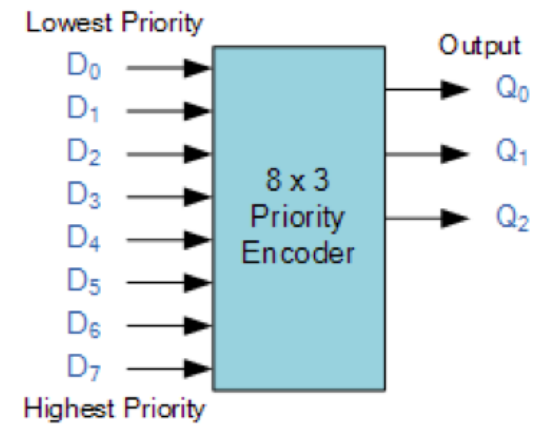 Lowest Priority
Output
D₀
D₁
D₂
D₃
D₄
D₅
D₆
D₇
8 x 3
Priority
Encoder
Q₀
Q₁
Q₂
Highest Priority